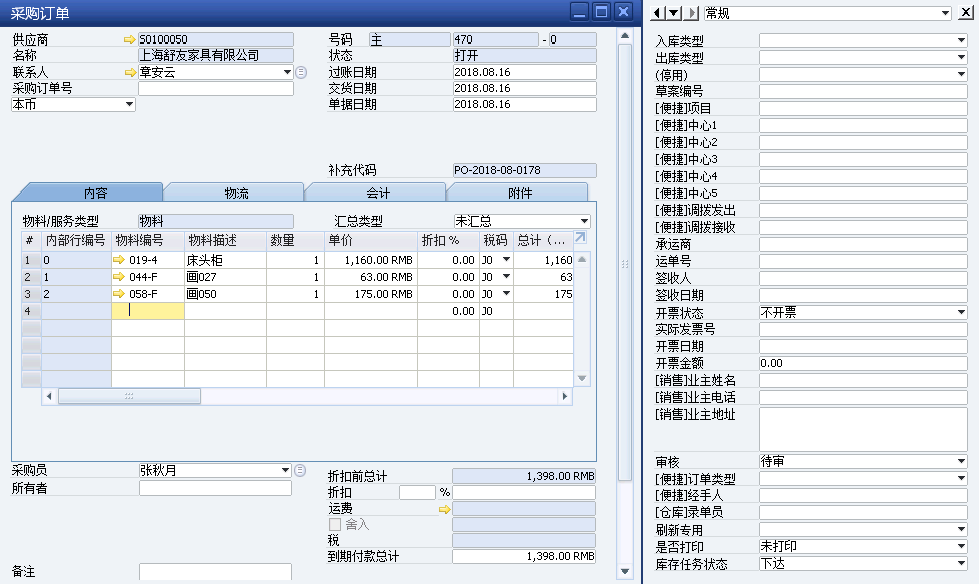 采购订单
供应商 S0100050 号码 主 470 - 0
名称 上海舒友家具有限公司 状态 打开
联系人 章安云 过账日期 2018.08.16
采购订单号 交货日期 2018.08.16
本币 单据日期 2018.08.16
补充代码 PO-2018-08-0178
内容 物流 会计 附件
物料/服务类型 物料 汇总类型 未汇总
# 内部行编号 物料编号 物料描述 数量 单价 折扣 % 税码 总计 (...
1 0 019-4 床头柜 1 1,160.00 RMB 0.00 J0 1,160
2 1 044-F 画027 1 63.00 RMB 0.00 J0 63
3 2 058-F 画050 1 175.00 RMB 0.00 J0 175
4 0.00 J0
采购员 张秋月
所有者
折扣前总计 1,398.00 RMB
折扣 %
运费
舍入
税
到期付款总计 1,398.00 RMB
备注
常规
入库类型
出库类型
(停用)
草案编号
[便捷]项目
[便捷]中心1
[便捷]中心2
[便捷]中心3
[便捷]中心4
[便捷]中心5
[便捷]调拨发出
[便捷]调拨接收
承运商
运单号
签收人
签收日期
开票状态 不开票
实际发票号
开票日期
开票金额 0.00
[销售]业主姓名
[销售]业主电话
[销售]业主地址
审核 待审
[便捷]订单类型
[便捷]经手人
[仓库]录单员
刷新专用
是否打印 未打印
库存任务状态 下达